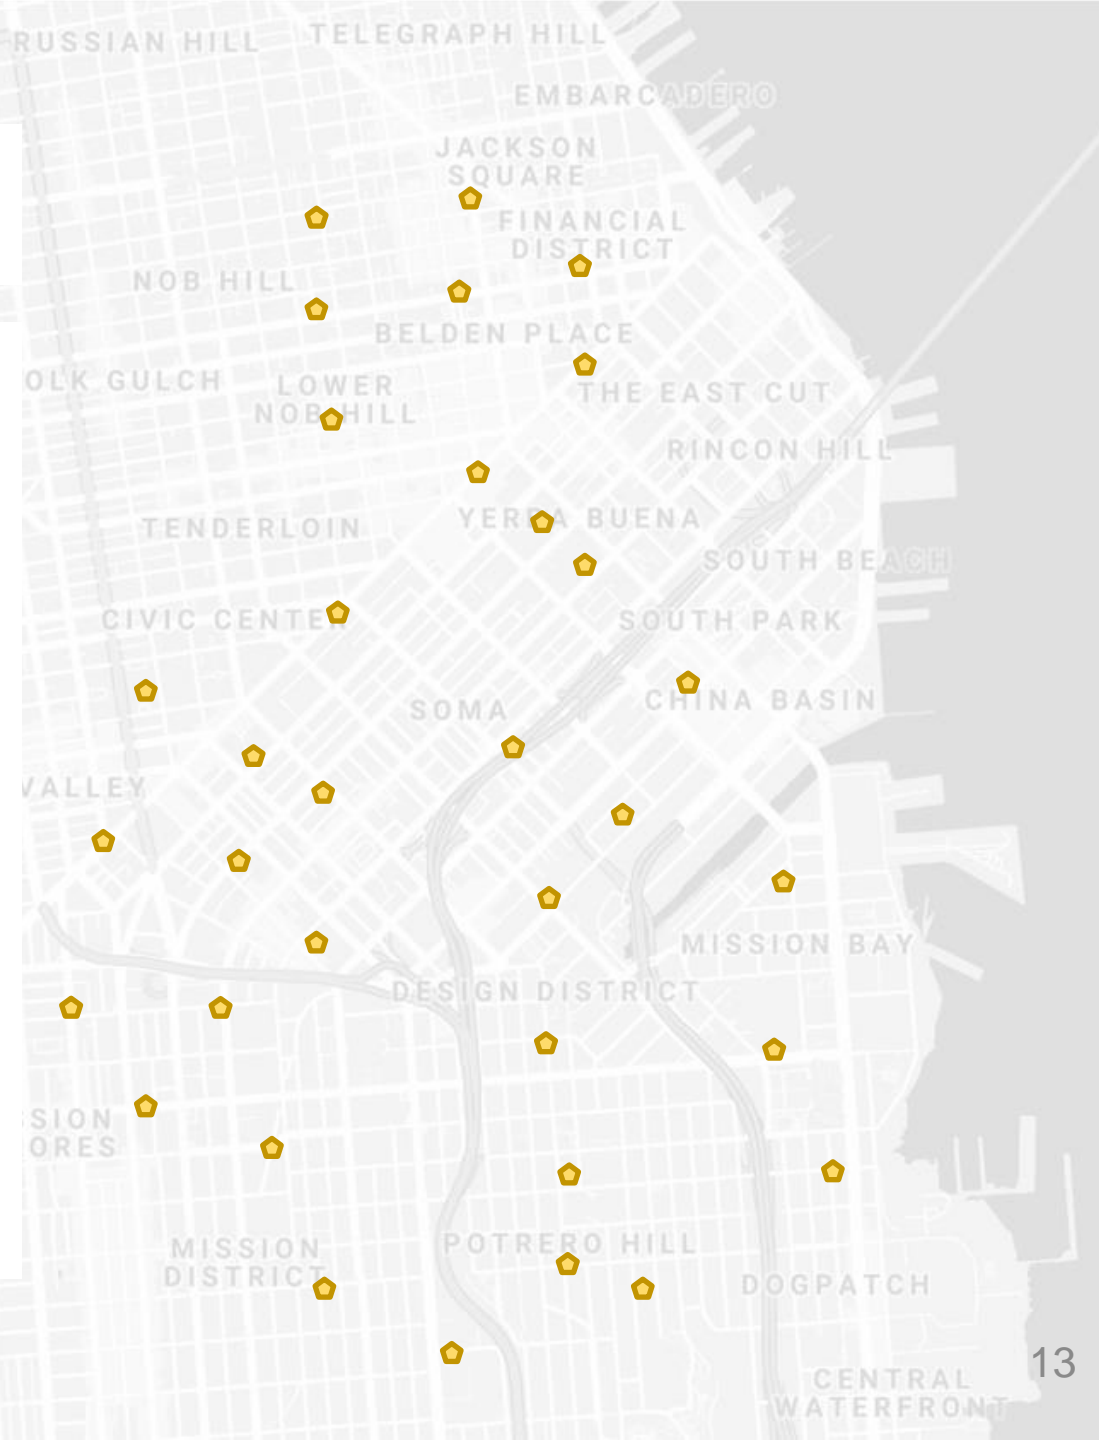 RUSSIAN HILL
TELEGRAPH HILL
EMBARCADERO
JACKSON
SQUARE
FINANCIAL
DISTRICT
NOB HILL
BELDEN PLACE
OLK GULCH
LOWER
NOB HILL
THE EAST CUT
RINCON HILL
TENDERLOIN
YERBA BUENA
SOUTH BEACH
CIVIC CENTER
SOUTH PARK
CHINA BASIN
SOMA
VALLEY
MISSION BAY
DESIGN DISTRICT
SION
ORES
MISSION
DISTRICT
POTRERO HILL
DOGPATCH
13
CENTRAL
WATERFRONT